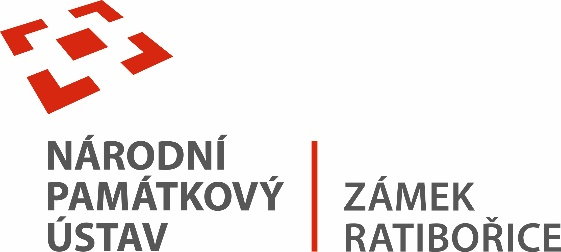 NÁRODNÍ
PAMÁTKOVÝ
ÚSTAV
ZÁMEK
RATIBOŘICE